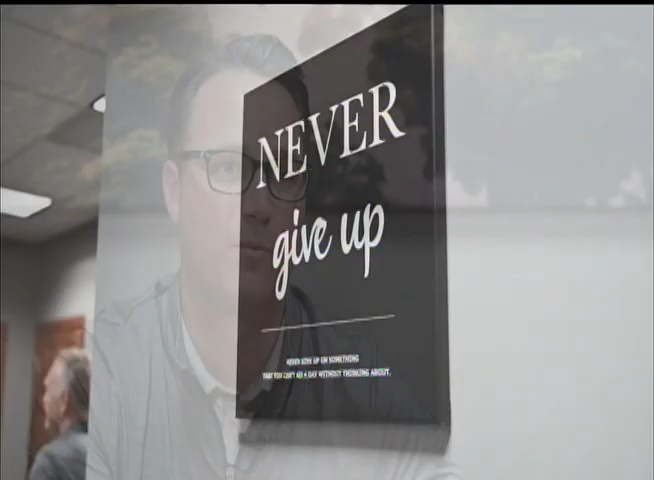 NEVER
give up
NEVER GIVE UP ON SOMETHING
THAT YOU CAN'T GO A DAY WITHOUT THINKING ABOUT.